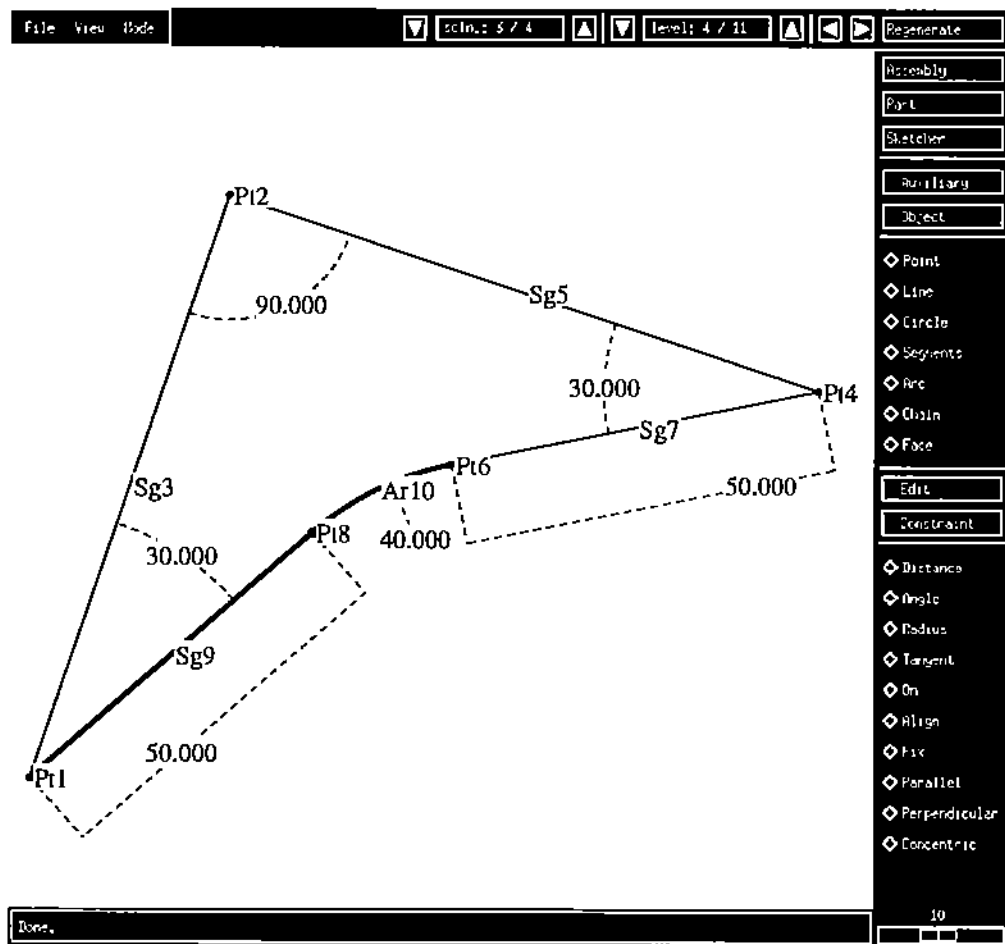 File View Mode
soln.: 3 / 4
level: 4 / 11
Regenerate
Assembly
Part
Sketcher
Auxiliary
Object
Point
Line
Circle
Segments
Arc
Chain
Face
Edit
Constraint
Distance
Angle
Radius
Tangent
On
Align
Fix
Parallel
Perpendicular
Concentric
10
Pt2
90.000
Sg5
30.000
Pt4
Sg7
Pt6
Sg3
Ar10
50.000
Pt8
40.000
30.000
Sg9
50.000
Pt1
Done.